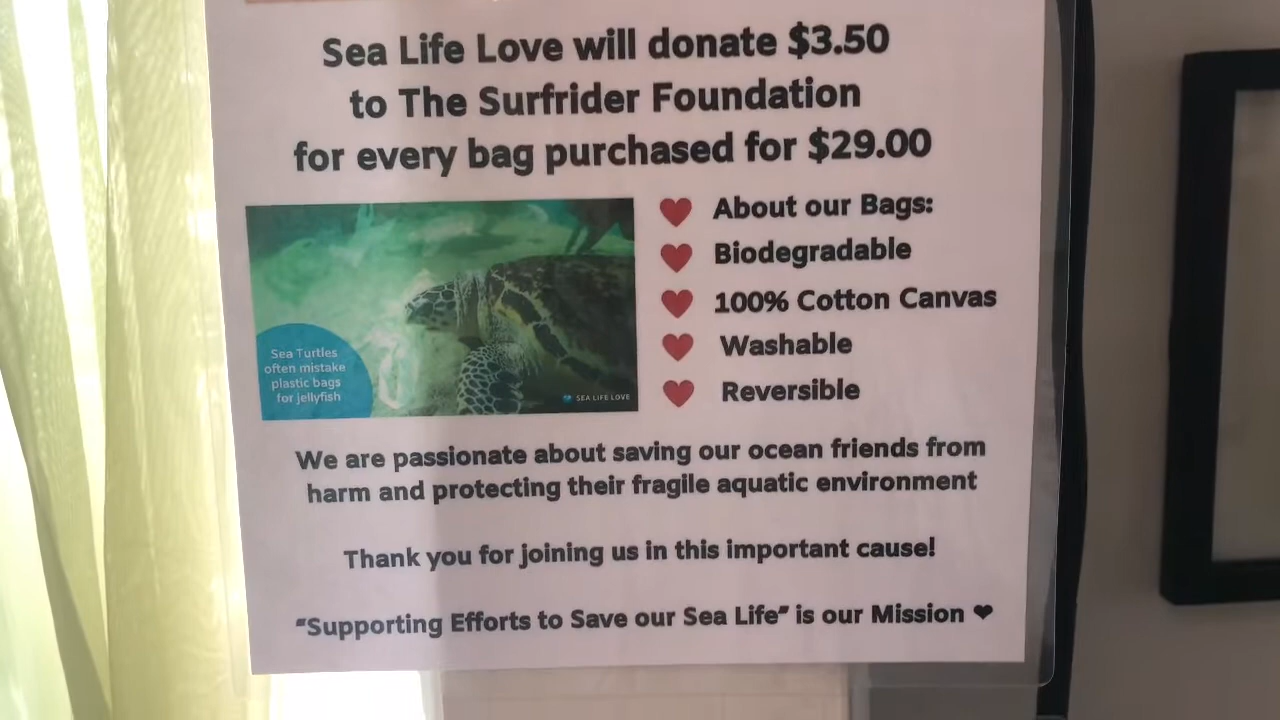 Sea Life Love will donate $3.50
to The Surfrider Foundation
for every bag purchased for $29.00
About our Bags:
Biodegradable
100% Cotton Canvas
Washable
Reversible
Sea Turtles
often mistake
plastic bags
for jellyfish
SEA LIFE LOVE
We are passionate about saving our ocean friends from
harm and protecting their fragile aquatic environment
Thank you for joining us in this important cause!
"Supporting Efforts to Save our Sea Life" is our Mission ❤